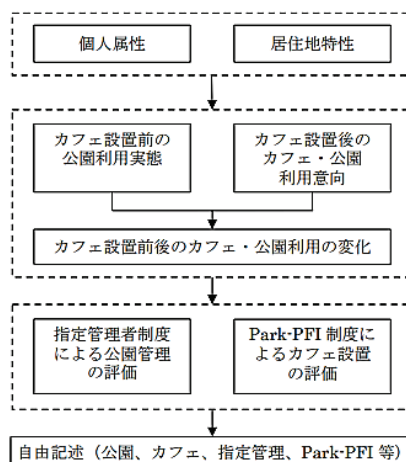 個人属性
居住地特性
カフェ設置前の
公園利用実態
カフェ設置後の
カフェ・公園
利用意向
カフェ設置前後のカフェ・公園利用の変化
指定管理者制度
による公園管理
の評価
Park-PFI 制度に
よるカフェ設置
の評価
自由記述（公園、カフェ、指定管理、Park-PFI 等）